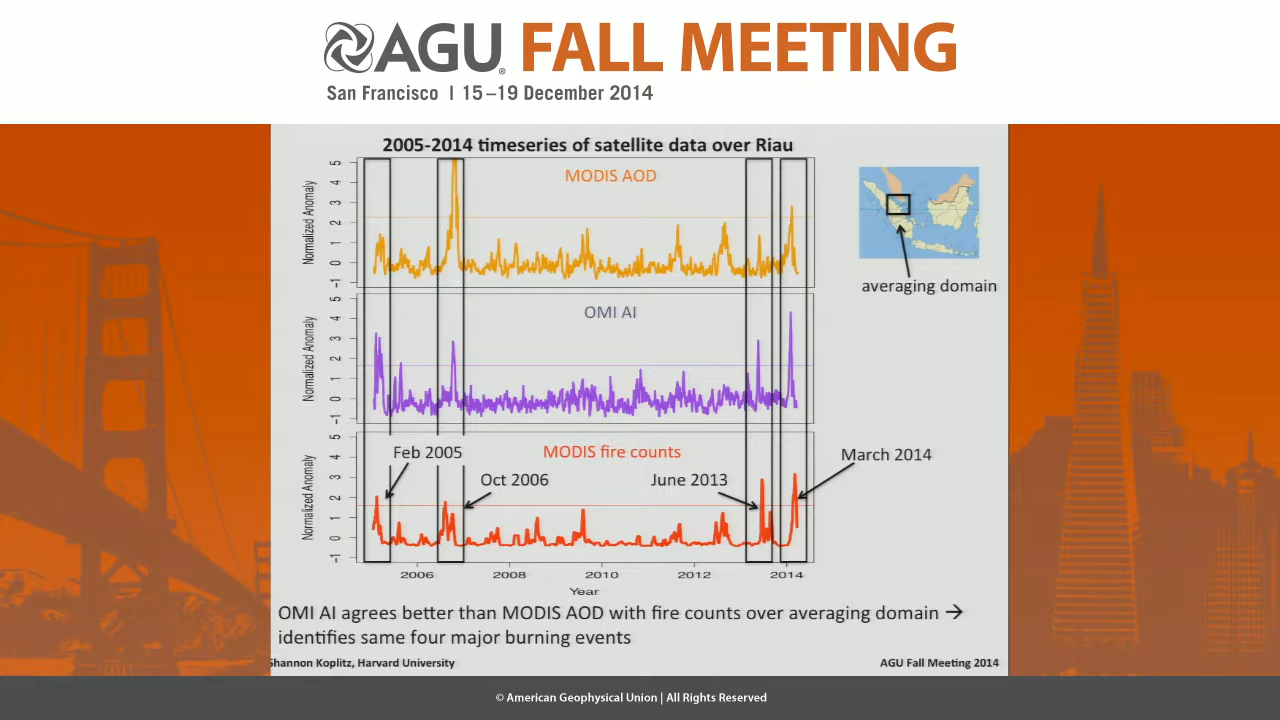 AGU FALL MEETING
San Francisco | 15–19 December 2014
2005-2014 timeseries of satellite data over Riau
MODIS AOD
Normalized Anomaly
-1 0 1 2 3 4 5
OMI AI
Normalized Anomaly
-1 0 1 2 3 4 5
MODIS fire counts
Normalized Anomaly
-1 0 1 2 3 4 5
Feb 2005
Oct 2006
June 2013
March 2014
2006 2008 2010 2012 2014
Year
averaging domain
OMI AI agrees better than MODIS AOD with fire counts over averaging domain →
identifies same four major burning events
Shannon Koplitz, Harvard University
AGU Fall Meeting 2014
© American Geophysical Union | All Rights Reserved